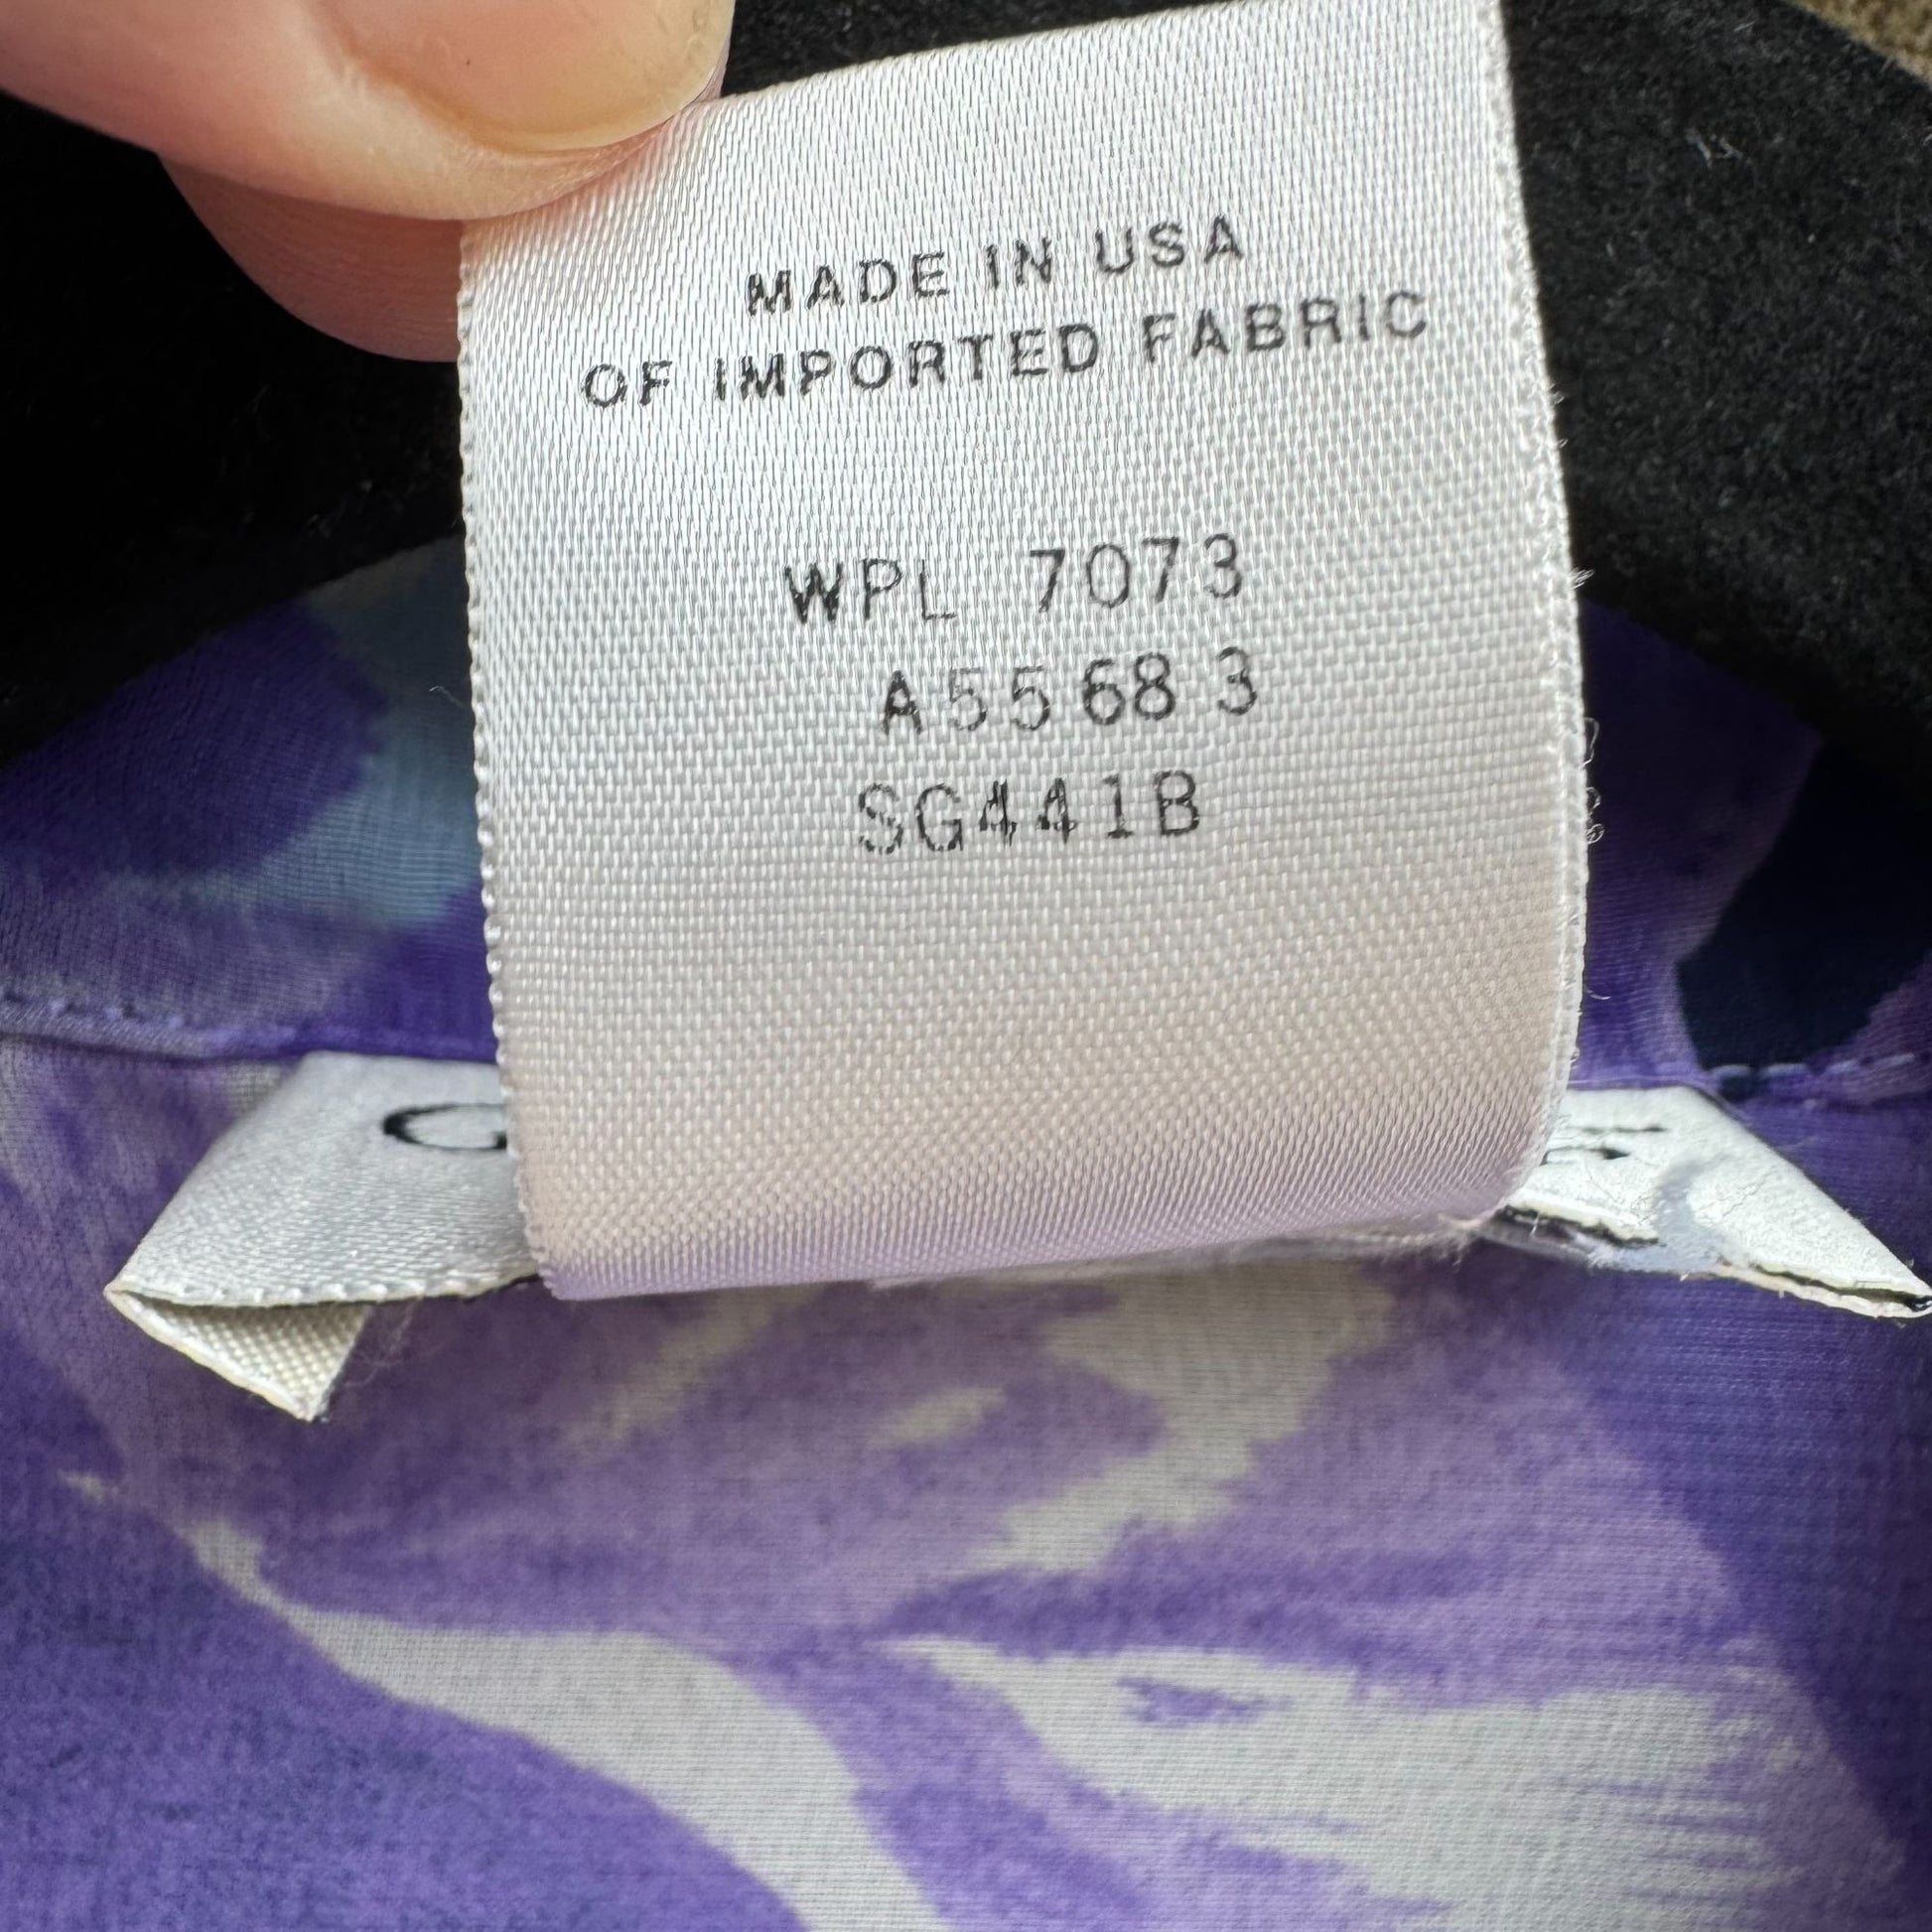 MADE IN USA
OF IMPORTED FABRIC
WPL 7073
A55683
SG441B